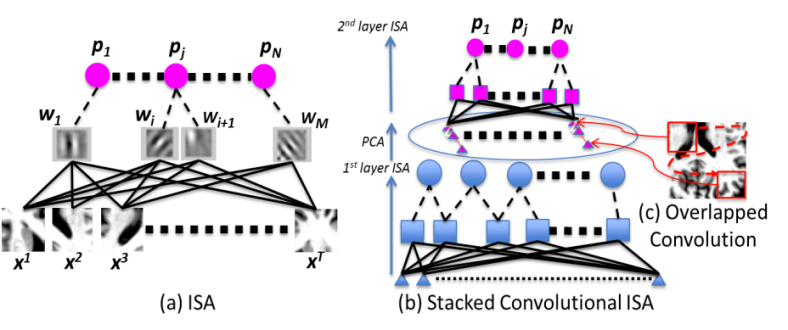 p1 pj pN
w1 wi wi+1 wM
x1 x2 x3 xT
(a) ISA
2nd layer ISA
p1 pj pN
PCA
1st layer ISA
(b) Stacked Convolutional ISA
(c) Overlapped
Convolution